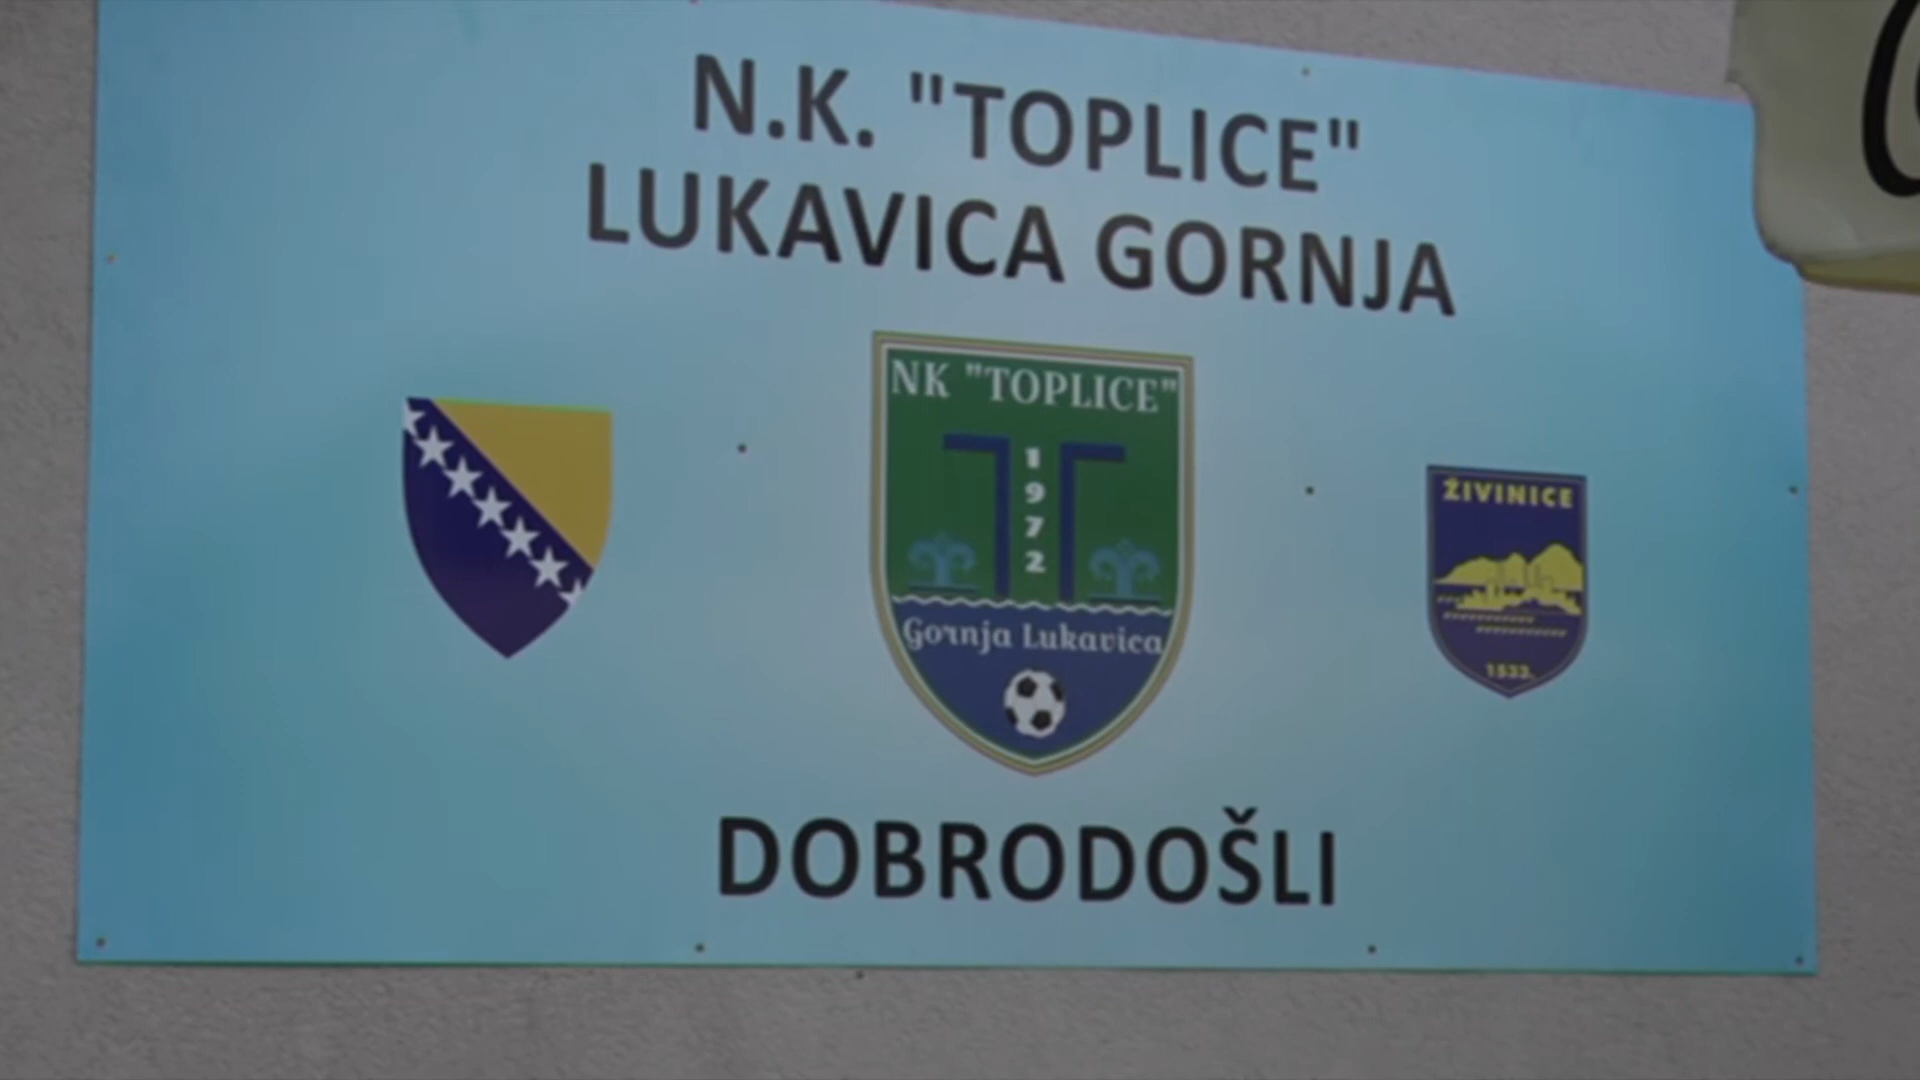 N.K. "TOPLICE"
LUKAVICA GORNJA
NK "TOPLICE"
1972
Gornja Lukavica
ŽIVINICE
DOBRODOŠLI